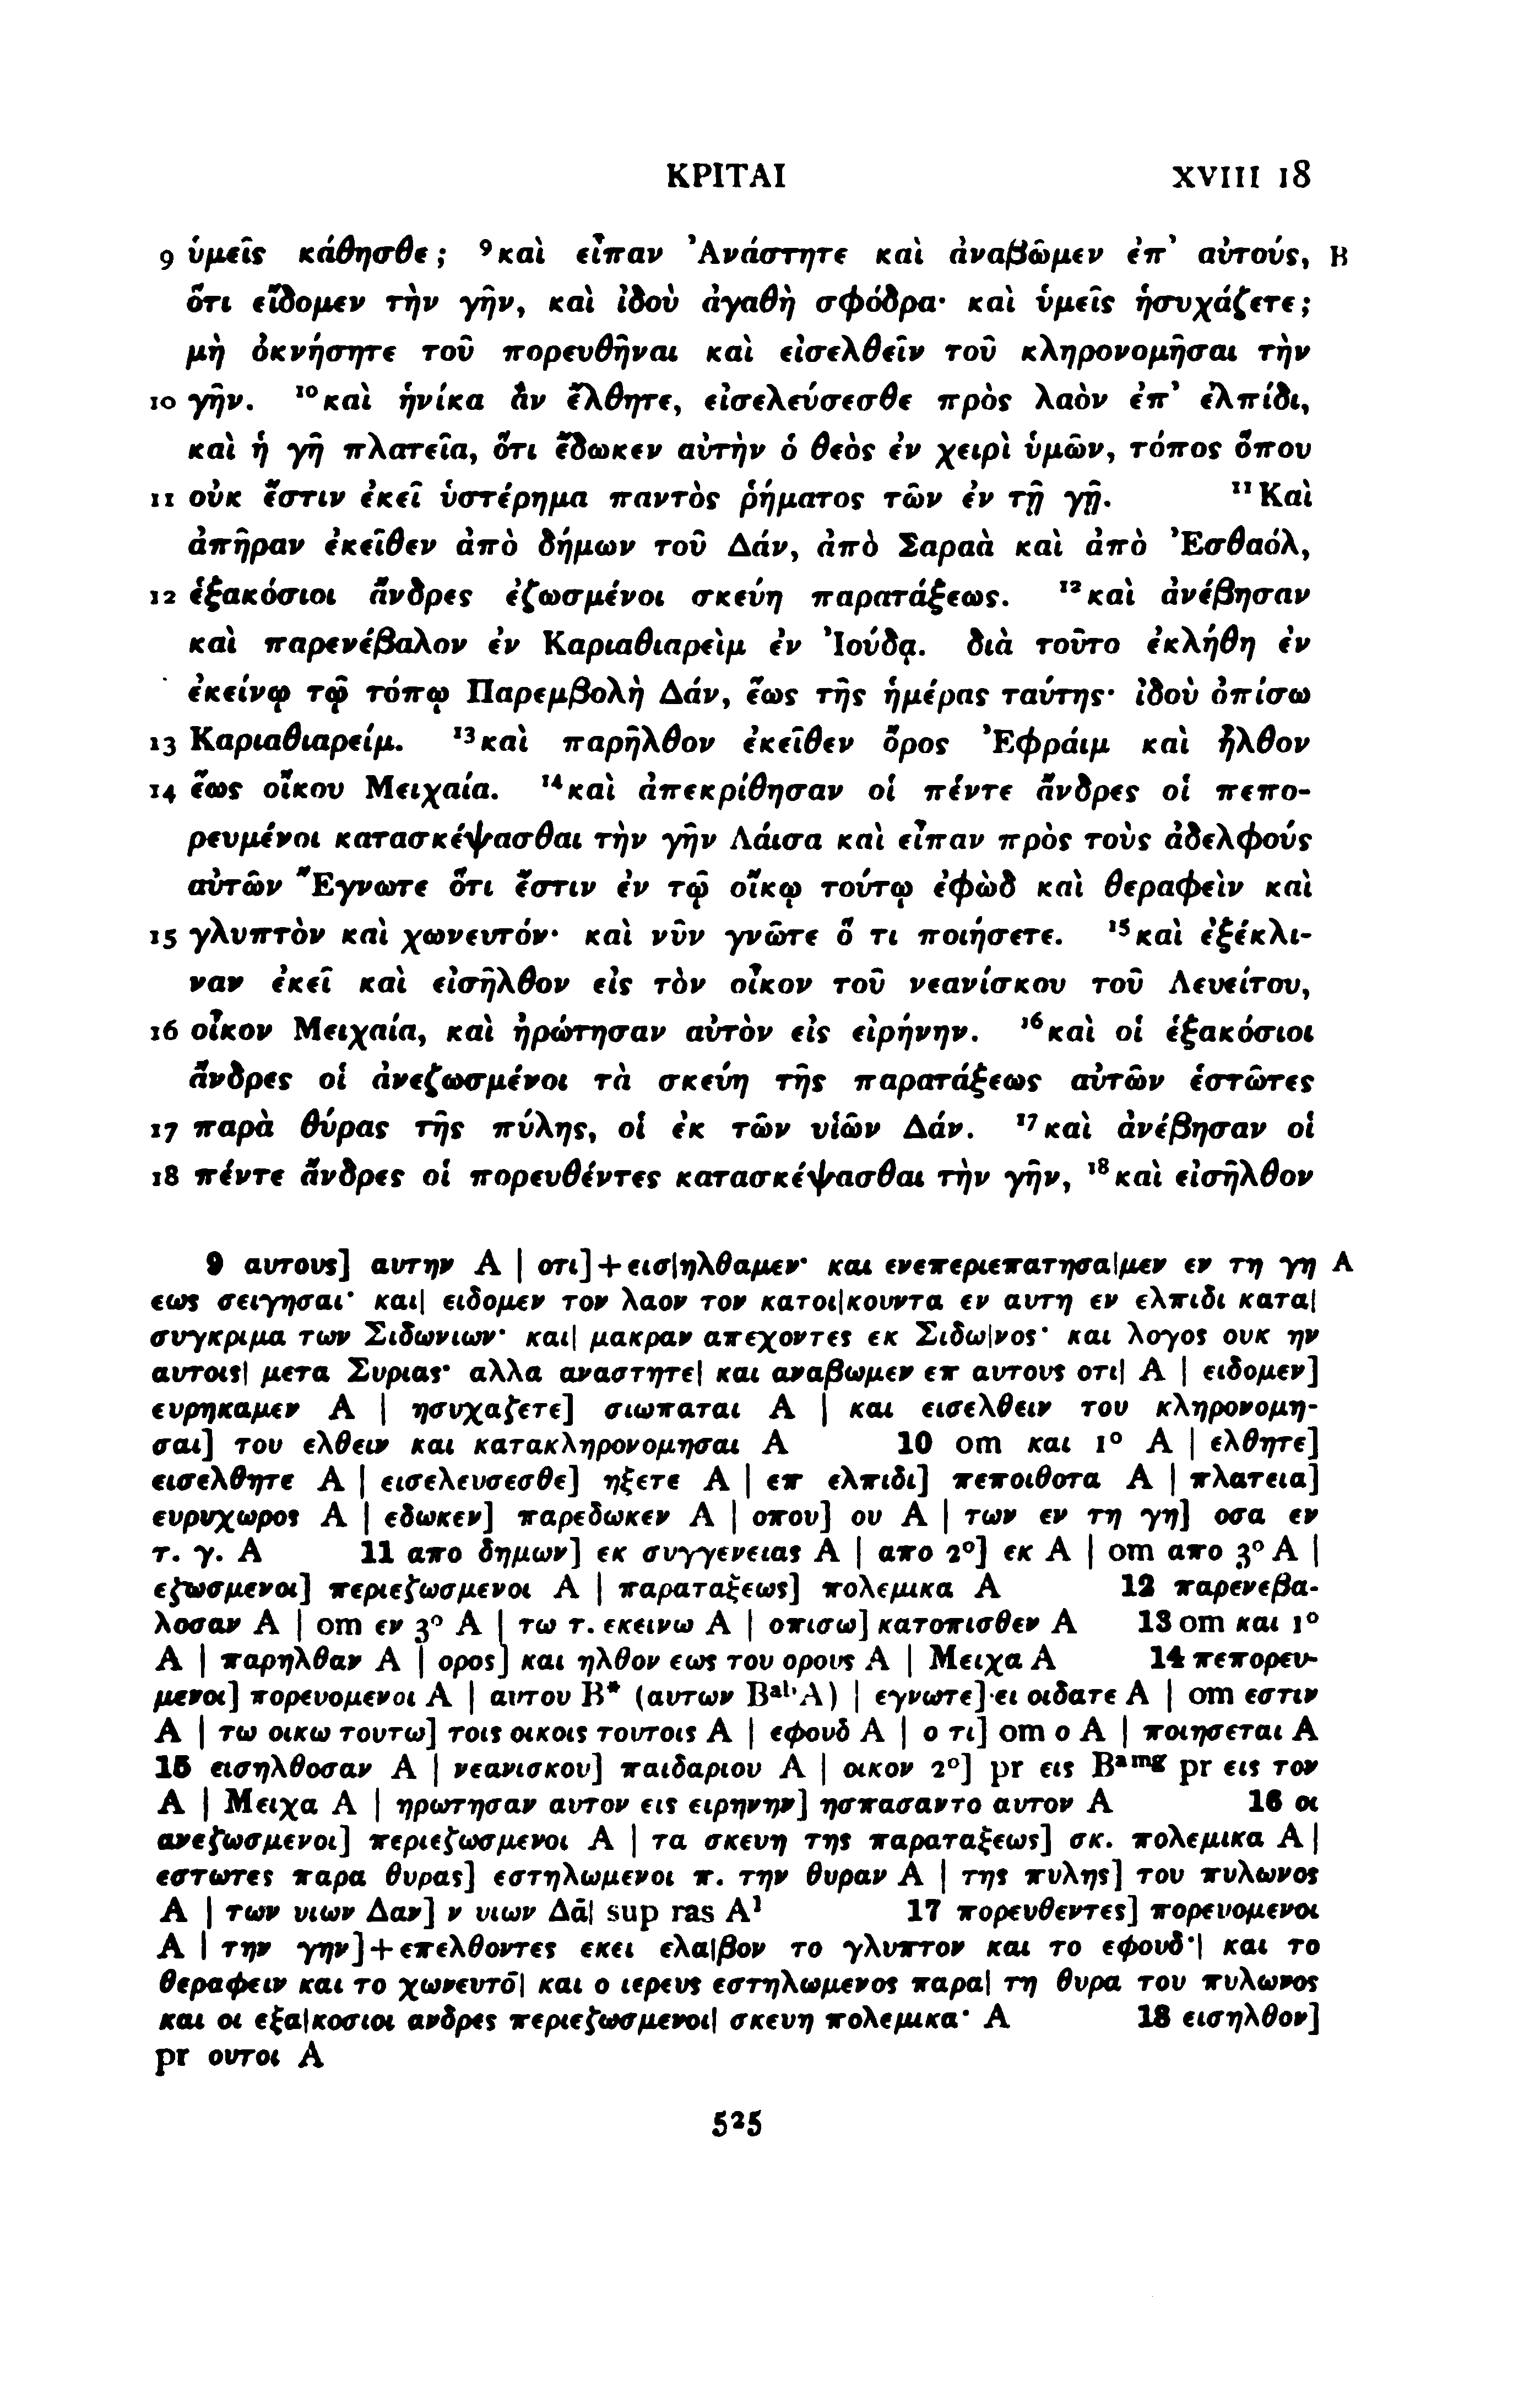 ΚΡΙΤΑΙ XVIII 18
9 ὑμεῖς κάθησθε; ⁹καὶ εἶπαν Ἀνάστητε καὶ ἀναβῶμεν ἐπ’ αὐτούς, B
ὅτι εἴδομεν τὴν γῆν, καὶ ἰδοὺ ἀγαθὴ σφόδρα· καὶ ὑμεῖς ἡσυχάζετε;
μὴ ὀκνήσητε τοῦ πορευθῆναι καὶ εἰσελθεῖν τοῦ κληρονομῆσαι τὴν
10 γῆν. ¹⁰καὶ ἡνίκα ἂν ἔλθητε, εἰσελεύσεσθε πρὸς λαὸν ἐπ’ ἐλπίδι,
καὶ ἡ γῆ πλατεῖα, ὅτι ἔδωκεν αὐτὴν ὁ θεὸς ἐν χειρὶ ὑμῶν, τόπος ὅπου
11 οὐκ ἔστιν ἐκεῖ ὑστέρημα παντὸς ῥήματος τῶν ἐν τῇ γῇ. ¹¹Καὶ
ἀπῆραν ἐκεῖθεν ἀπὸ δήμων τοῦ Δάν, ἀπὸ Σαραὰ καὶ ἀπὸ Ἐσθαόλ,
12 ἑξακόσιοι ἄνδρες ἐζωσμένοι σκεύη παρατάξεως. ¹²καὶ ἀνέβησαν
καὶ παρενέβαλον ἐν Καριαθιαρεὶμ ἐν Ἰούδᾳ. διὰ τοῦτο ἐκλήθη ἐν
ἐκείνῳ τῷ τόπῳ Παρεμβολὴ Δάν, ἕως τῆς ἡμέρας ταύτης· ἰδοὺ ὀπίσω
13 Καριαθιαρείμ. ¹³καὶ παρῆλθον ἐκεῖθεν ὄρος Ἐφράιμ καὶ ἦλθον
14 ἕως οἴκου Μειχαία. ¹⁴καὶ ἀπεκρίθησαν οἱ πέντε ἄνδρες οἱ πεπο-
ρευμένοι κατασκέψασθαι τὴν γῆν Λάισα καὶ εἶπαν πρὸς τοὺς ἀδελφοὺς
αὐτῶν Ἔγνωτε ὅτι ἔστιν ἐν τῷ οἴκῳ τούτῳ ἐφὼδ καὶ θεραφεὶν καὶ
15 γλυπτὸν καὶ χωνευτόν· καὶ νῦν γνῶτε ὅ τι ποιήσετε. ¹⁵καὶ ἐξέκλι-
ναν ἐκεῖ καὶ εἰσῆλθον εἰς τὸν οἶκον τοῦ νεανίσκου τοῦ Λευείτου,
16 οἶκον Μειχαία, καὶ ἠρώτησαν αὐτὸν εἰς εἰρήνην. ¹⁶καὶ οἱ ἑξακόσιοι
ἄνδρες οἱ ἀνεζωσμένοι τὰ σκεύη τῆς παρατάξεως αὐτῶν ἑστῶτες
17 παρὰ θύρας τῆς πύλης, οἱ ἐκ τῶν υἱῶν Δάν. ¹⁷καὶ ἀνέβησαν οἱ
18 πέντε ἄνδρες οἱ πορευθέντες κατασκέψασθαι τὴν γῆν, ¹⁸καὶ εἰσῆλθον
9 αυτους] αυτην A | οτι]+εισ|ηλθαμεν· και ενεπεριεπατησα|μεν εν τη γη A
εως σειγησαι· και| ειδομεν τον λαον τον κατοι|κουντα εν αυτη εν ελπιδι κατα|
συγκριμα των Σιδωνιων· και| μακραν απεχοντες εκ Σιδω|νος· και λογος ουκ ην
αυτοις| μετα Συριας· αλλα αναστητε| και αναβωμεν επ αυτους οτι| A | ειδομεν]
ευρηκαμεν A | ησυχαζετε] σιωπαται A | και εισελθειν του κληρονομη-
σαι] του ελθειν και κατακληρονομησαι A 10 om και 1° A | ελθητε]
εισελθητε A | εισελευσεσθε] ηξετε A | επ ελπιδι] πεποιθοτα A | πλατεια]
ευρυχωρος A | εδωκεν] παρεδωκεν A | οπου] ου A | των εν τη γη] οσα εν
τ. γ. A 11 απο δημων] εκ συγγενειας A | απο 2°] εκ A | om απο 3° A |
εζωσμενοι] περιεζωσμενοι A | παραταξεως] πολεμικα A 12 παρενεβα-
λοσαν A | om εν 3° A | τω τ. εκεινω A | οπισω] κατοπισθεν A 13 om και 1°
A | παρηλθαν A | ορος] και ηλθον εως του ορους A | Μειχα A 14 πεπορευ-
μενοι] πορευομενοι A | αυτου B* (αυτων Bᵃᵇ A) | εγνωτε] ει οιδατε A | om εστιν
A | τω οικω τουτω] τοις οικοις τουτοις A | εφουδ A | ο τι] om ο A | ποιησεται A
15 εισηλθοσαν A | νεανισκου] παιδαριου A | οικον 2°] pr εις Bᵃ ᵐᵍ pr εις τον
A | Μειχα A | ηρωτησαν αυτον εις ειρηνην] ησπασαντο αυτον A 16 οι
ανεζωσμενοι] περιεζωσμενοι A | τα σκευη της παραταξεως] σκ. πολεμικα A |
εστωτες παρα θυρας] εστηλωμενοι π. την θυραν A | της πυλης] του πυλωνος
A | των υιων Δαν] ν υιων Δα̅| sup ras A¹ 17 πορευθεντες] πορευομενοι
A | την γην]+επελθοντες εκει ελα|βον το γλυπτον και το εφουδ·| και το
θεραφειν και το χωνευτο̅| και ο ιερευς εστηλωμενος παρα| τη θυρα του πυλωνος
και οι εξα|κοσιοι ανδρες περιεζωσμενοι| σκευη πολεμικα· A 18 εισηλθον]
pr ουτοι A
525